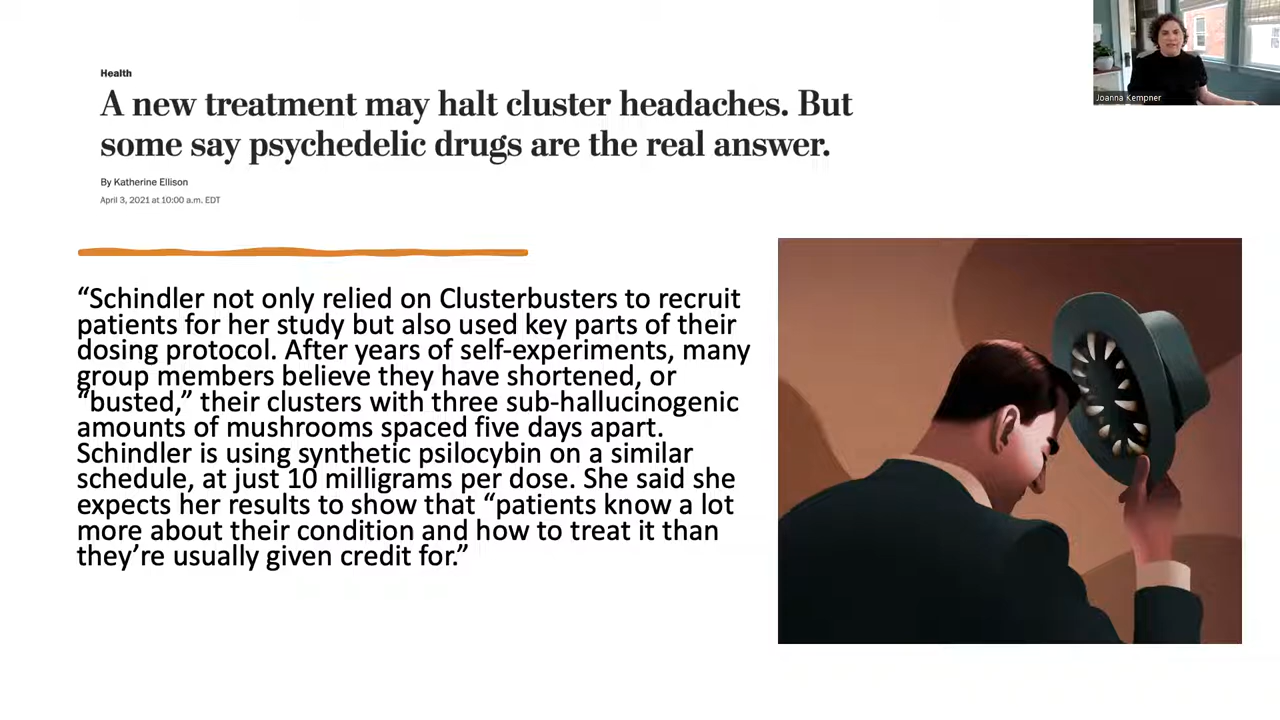 Health
A new treatment may halt cluster headaches. But
some say psychedelic drugs are the real answer.
By Katherine Ellison
April 3, 2021 at 10:00 a.m. EDT
Joanna Kempner
“Schindler not only relied on Clusterbusters to recruit
patients for her study but also used key parts of their
dosing protocol. After years of self-experiments, many
group members believe they have shortened, or
“busted,” their clusters with three sub-hallucinogenic
amounts of mushrooms spaced five days apart.
Schindler is using synthetic psilocybin on a similar
schedule, at just 10 milligrams per dose. She said she
expects her results to show that “patients know a lot
more about their condition and how to treat it than
they’re usually given credit for.”